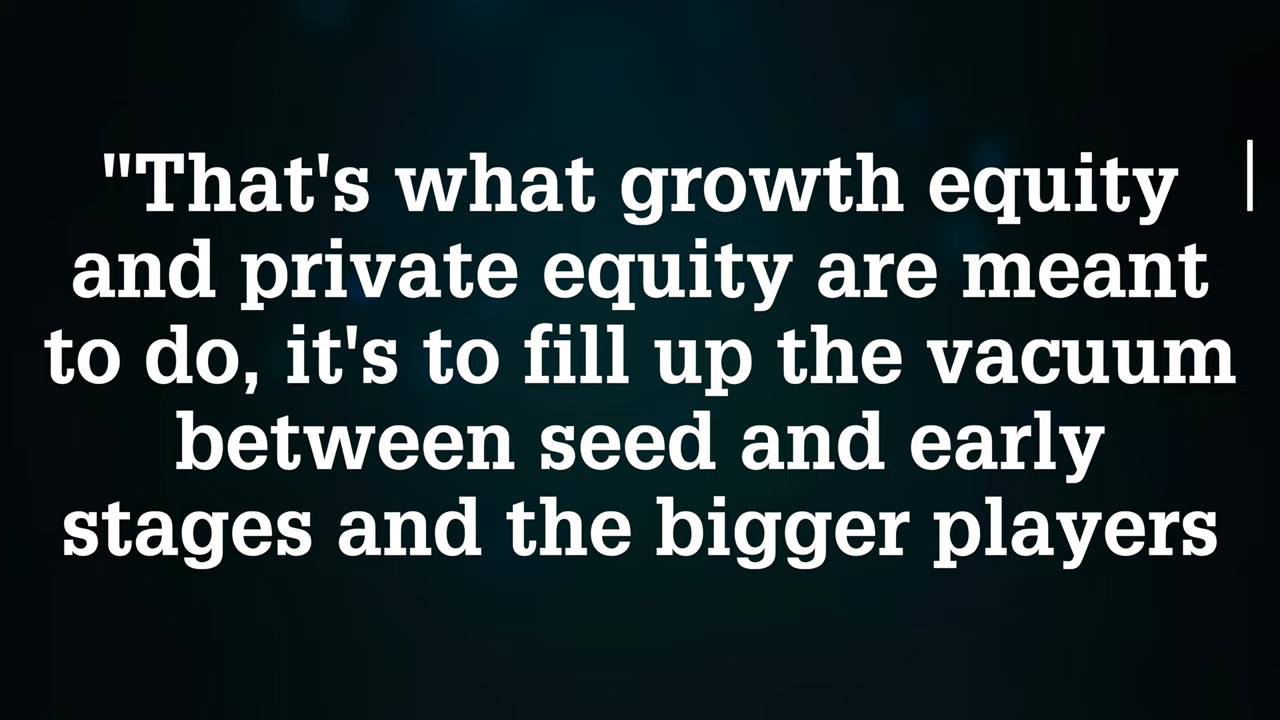 "That's what growth equity
and private equity are meant
to do, it's to fill up the vacuum
between seed and early
stages and the bigger players